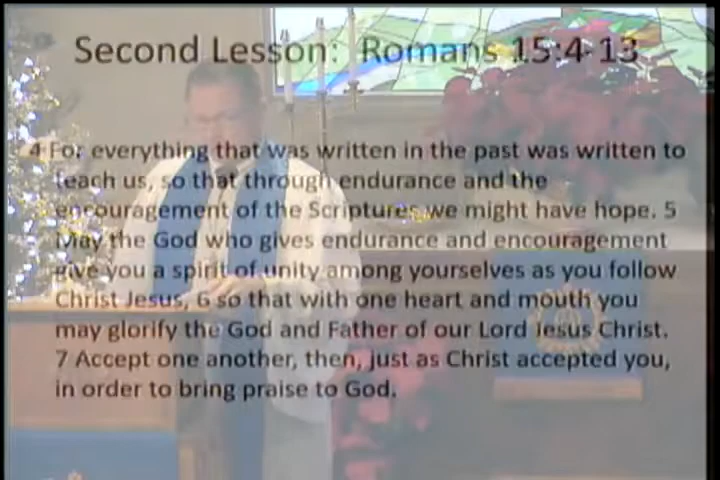 Second Lesson: Romans 15:4-13
4 For everything that was written in the past was written to
teach us, so that through endurance and the
encouragement of the Scriptures we might have hope. 5
May the God who gives endurance and encouragement
give you a spirit of unity among yourselves as you follow
Christ Jesus, 6 so that with one heart and mouth you
may glorify the God and Father of our Lord Jesus Christ.
7 Accept one another, then, just as Christ accepted you,
in order to bring praise to God.